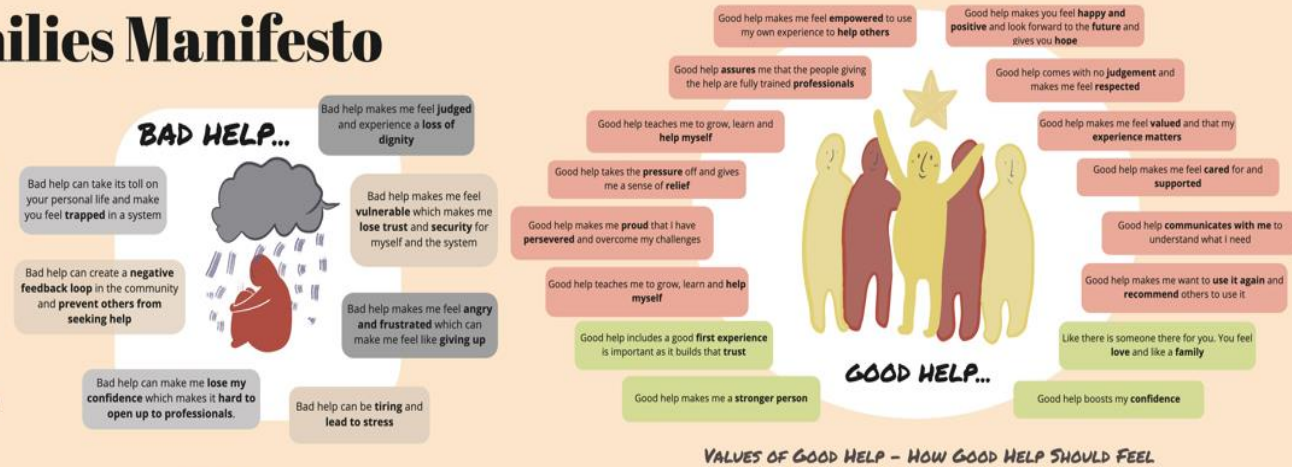 ilies Manifesto
BAD HELP...
Bad help makes me feel judged
and experience a loss of
dignity
Bad help can take its toll on
your personal life and make
you feel trapped in a system
Bad help makes me feel
vulnerable which makes me
lose trust and security for
myself and the system
Bad help can create a negative
feedback loop in the community
and prevent others from
seeking help
Bad help makes me feel angry
and frustrated which can
make me feel like giving up
Bad help can make me lose my
confidence which makes it hard to
open up to professionals.
Bad help can be tiring and
lead to stress
Good help makes me feel empowered to use
my own experience to help others
Good help assures me that the people giving
the help are fully trained professionals
Good help teaches me to grow, learn and
help myself
Good help takes the pressure off and gives
me a sense of relief
Good help makes me proud that I have
persevered and overcome my challenges
Good help teaches me to grow, learn and help
myself
Good help includes a good first experience
is important as it builds that trust
Good help makes me a stronger person
Good help makes you feel happy and
positive and look forward to the future and
gives you hope
Good help comes with no judgement and
makes me feel respected
Good help makes me feel valued and that my
experience matters
Good help makes me feel cared for and
supported
Good help communicates with me to
understand what I need
Good help makes me want to use it again and
recommend others to use it
Like there is someone there for you. You feel
love and like a family
Good help boosts my confidence
GOOD HELP...
VALUES OF GOOD HELP – HOW GOOD HELP SHOULD FEEL